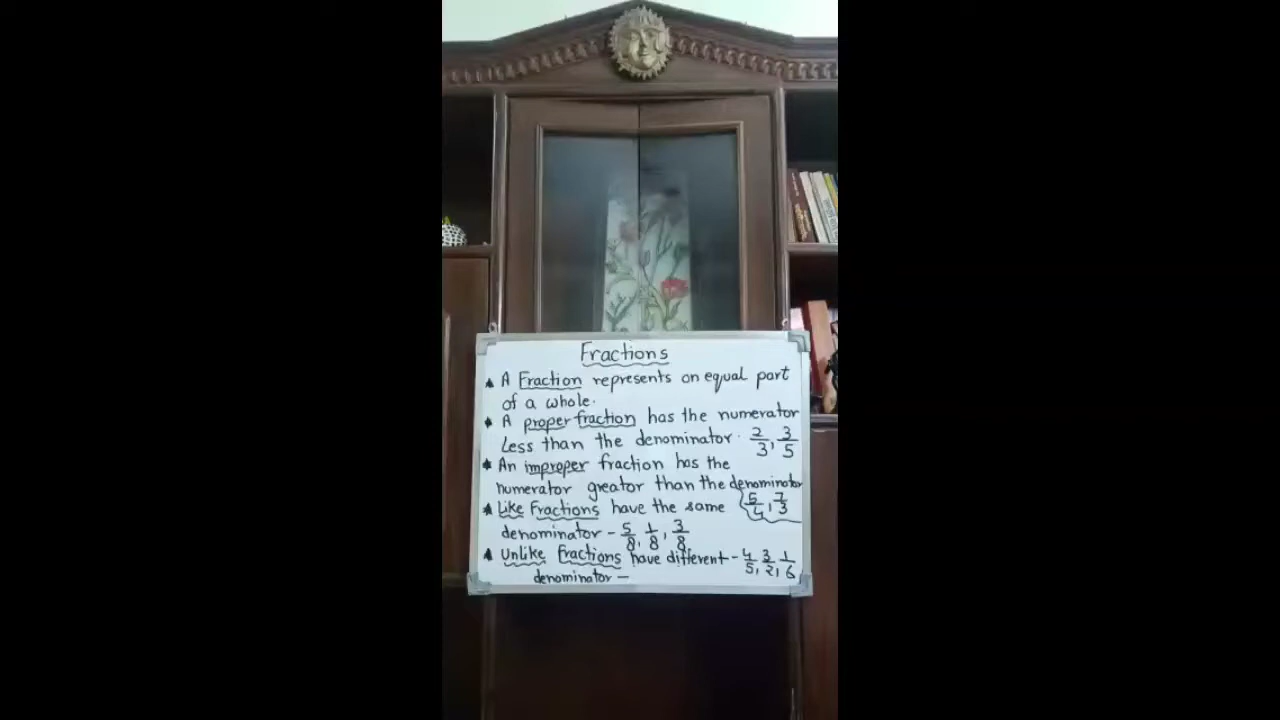 Fractions
A Fraction represents on equal part
of a whole.
A proper fraction has the numerator
Less than the denominator. 2/3, 3/5
An improper fraction has the
numerator greator than the denominator
5/4, 7/3
Like Fractions have the same
denominator - 5/8, 1/8, 3/8
Unlike fractions have different - 4/5, 3/2, 1/6
denominator -